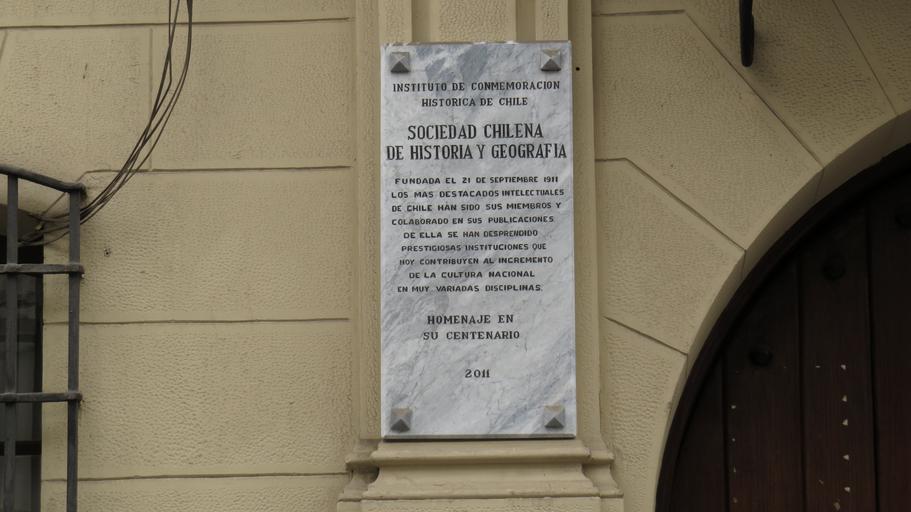 INSTITUTO DE CONMEMORACION
HISTORICA DE CHILE
SOCIEDAD CHILENA
DE HISTORIA Y GEOGRAFIA
FUNDADA EL 21 DE SEPTIEMBRE 1911
LOS MAS DESTACADOS INTELECTUALES
DE CHILE HAN SIDO SUS MIEMBROS Y
COLABORADO EN SUS PUBLICACIONES
DE ELLA SE HAN DESPRENDIDO
PRESTIGIOSAS INSTITUCIONES QUE
HOY CONTRIBUYEN AL INCREMENTO
DE LA CULTURA NACIONAL
EN MUY VARIADAS DISCIPLINAS.
HOMENAJE EN
SU CENTENARIO
2011